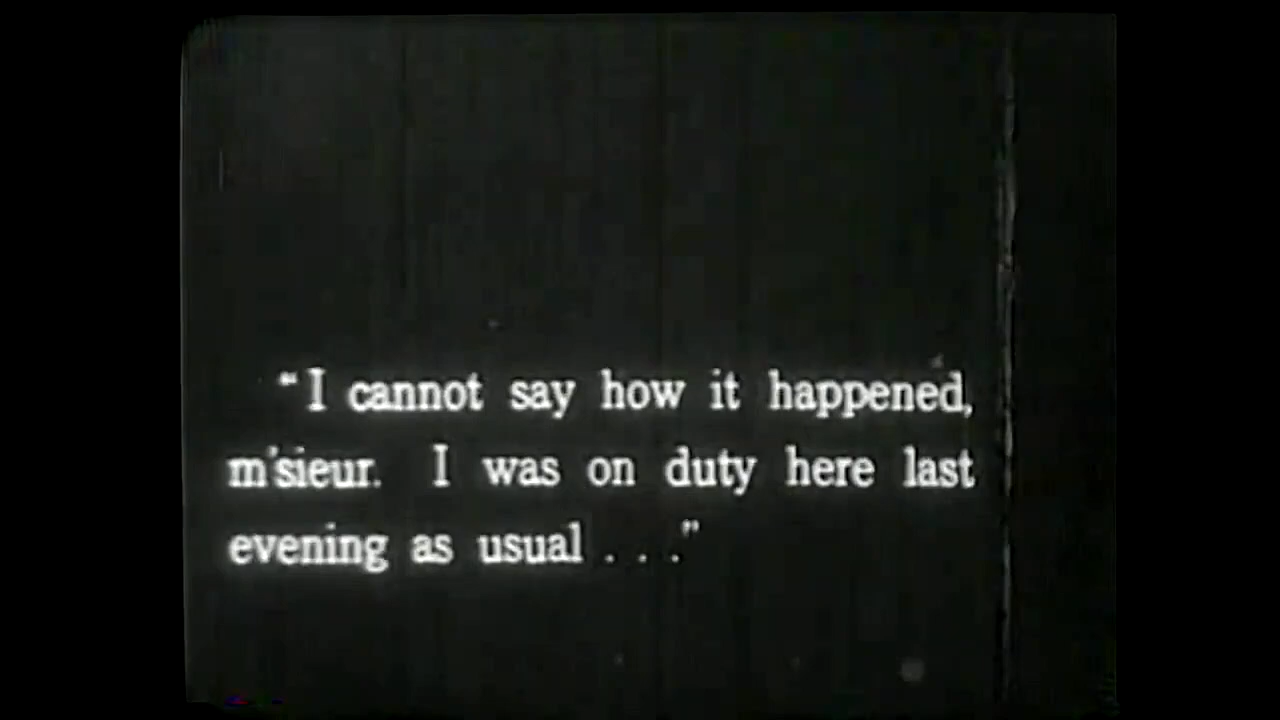 "I cannot say how it happened,
m'sieur. I was on duty here last
evening as usual . . ."